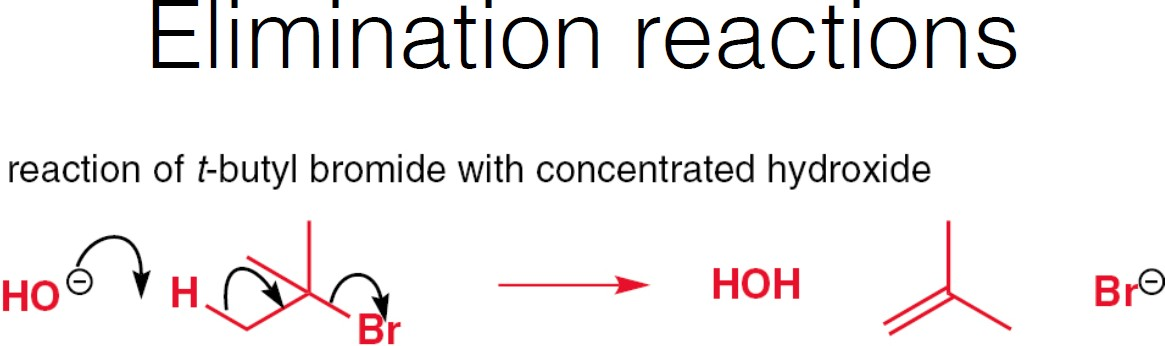 Elimination reactions
reaction of t-butyl bromide with concentrated hydroxide
HO⊖ H Br HOH Br⊖